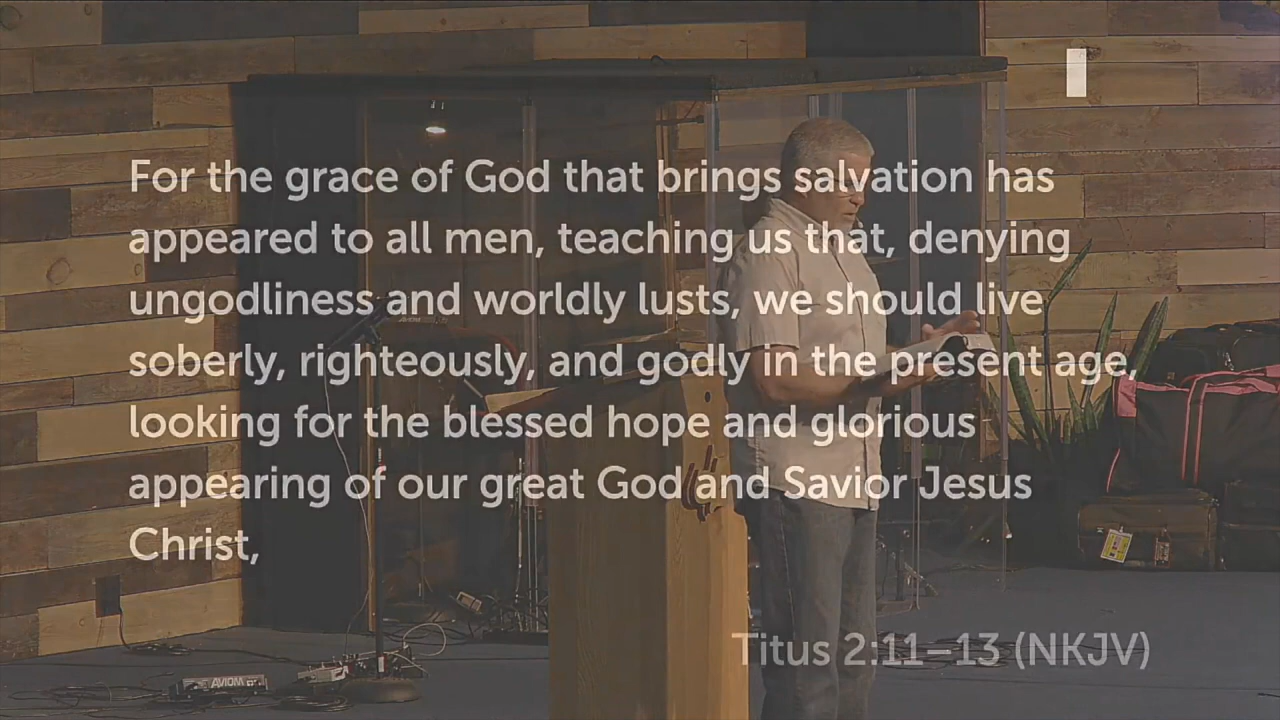 For the grace of God that brings salvation has
appeared to all men, teaching us that, denying
ungodliness and worldly lusts, we should live
soberly, righteously, and godly in the present age,
looking for the blessed hope and glorious
appearing of our great God and Savior Jesus
Christ,
Titus 2:11–13 (NKJV)
AVIOM